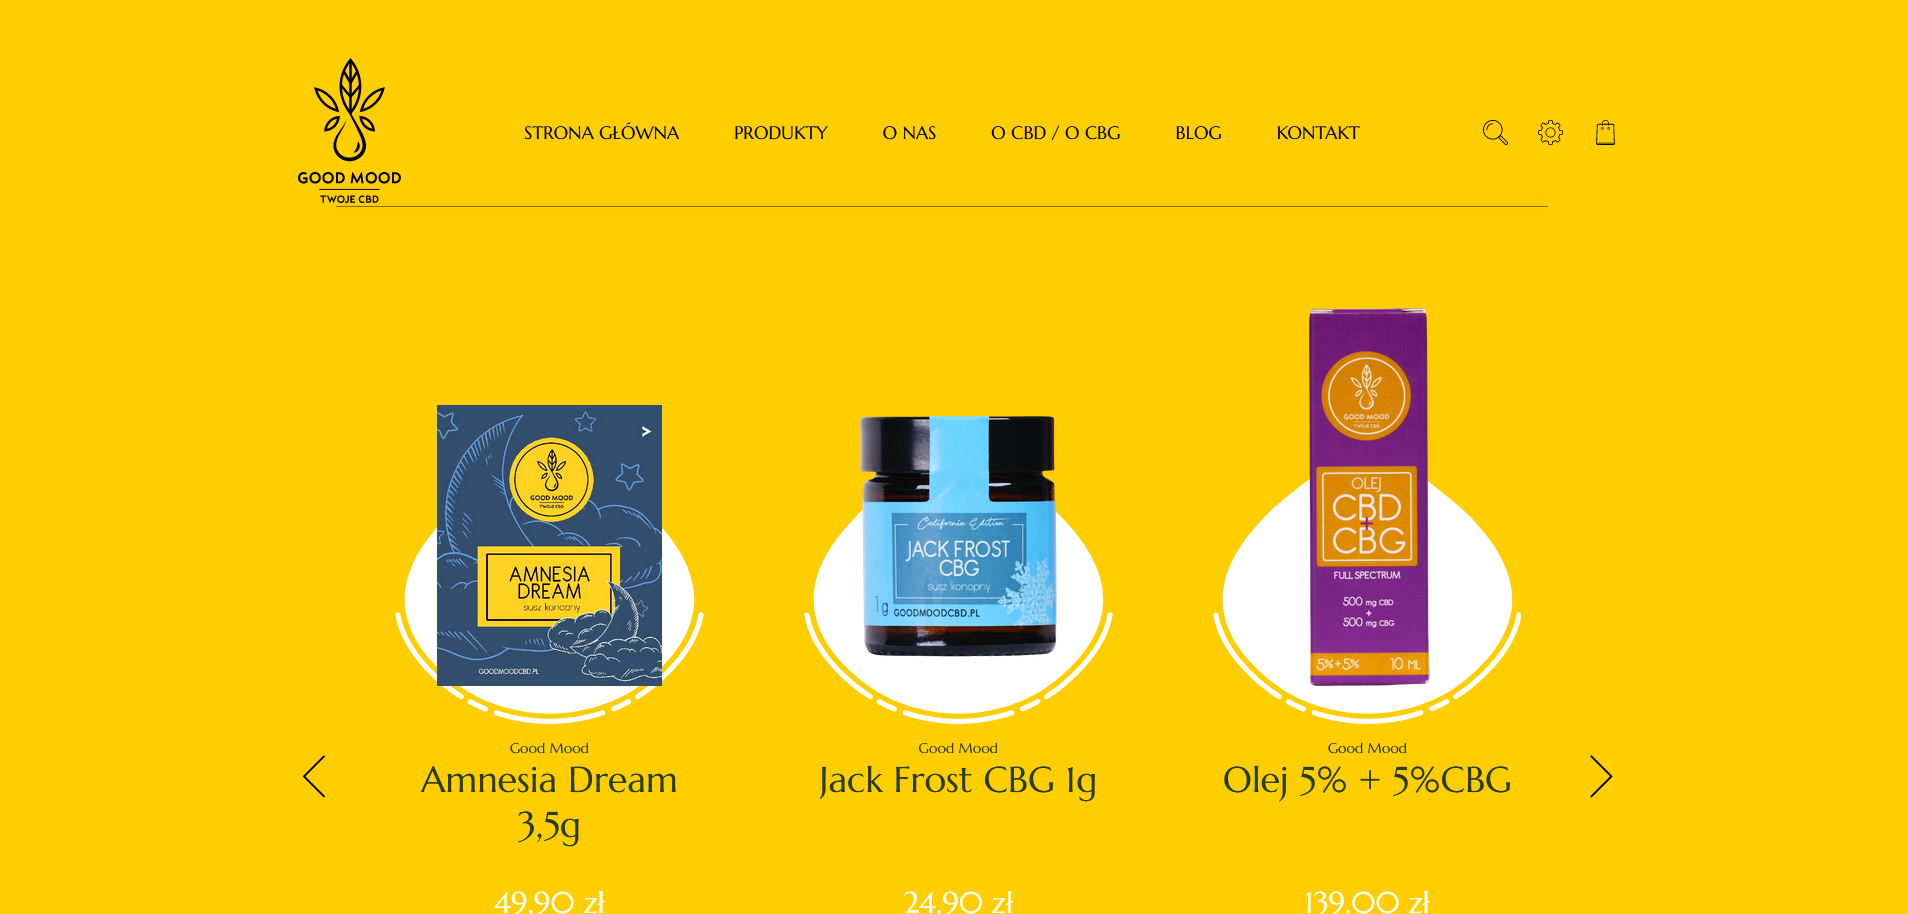 GOOD MOOD
TWOJE CBD
STRONA GŁÓWNA PRODUKTY O NAS O CBD / O CBG BLOG KONTAKT
GOOD MOOD
TWOJE CBD
AMNESIA
DREAM
susz konopny
GOODMOODCBD.PL
California Edition
JACK FROST
CBG
susz konopny
1 g
GOODMOODCBD.PL
GOOD MOOD
TWOJE CBD
OLEJ
CBD
+
CBG
FULL SPECTRUM
500 mg CBD
+
500 mg CBG
5%+5% 10 ML
Good Mood
Amnesia Dream
3,5g
49,90 zł
Good Mood
Jack Frost CBG 1g
24,90 zł
Good Mood
Olej 5% + 5%CBG
139,00 zł